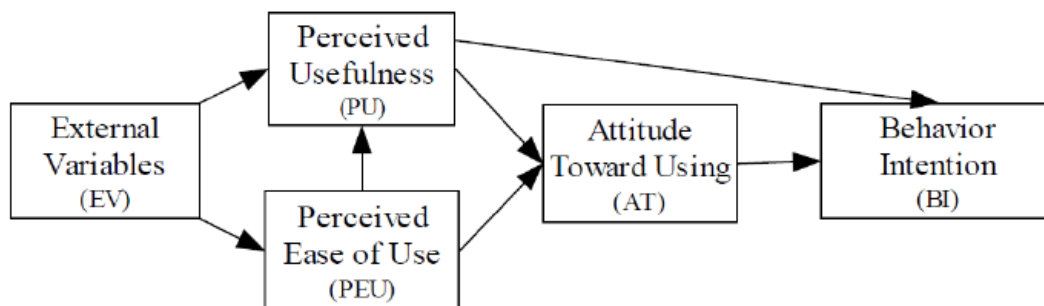 Perceived
Usefulness
(PU)
External
Variables
(EV)
Attitude
Toward Using
(AT)
Behavior
Intention
(BI)
Perceived
Ease of Use
(PEU)